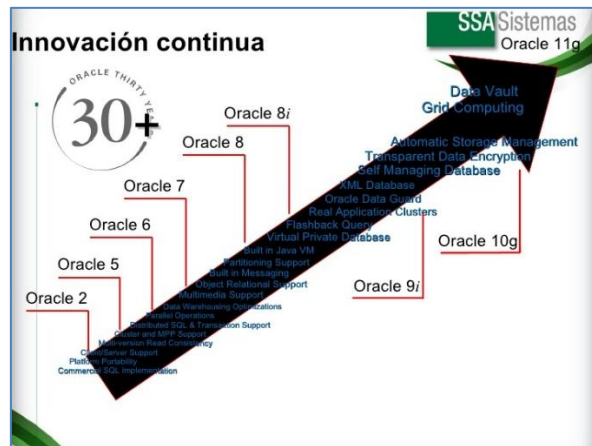 SSA Sistemas
Innovación continua
Oracle 11g
ORACLE THIRTY YEARS
30+
Data Vault
Grid Computing
Oracle 8i
Automatic Storage Management
Oracle 8
Transparent Data Encryption
Self Managing Database
Oracle 7
XML Database
Oracle Data Guard
Real Application Clusters
Oracle 6
Flashback Query
Virtual Private Database
Oracle 10g
Built in Java VM
Oracle 5
Partitioning Support
Built in Messaging
Object Relational Support
Oracle 9i
Oracle 2
Multimedia Support
Data Warehousing Optimizations
Parallel Operations
Distributed SQL & Transaction Support
Cluster and MPP Support
Multi-version Read Consistency
Client/Server Support
Platform Portability
Commercial SQL Implementation